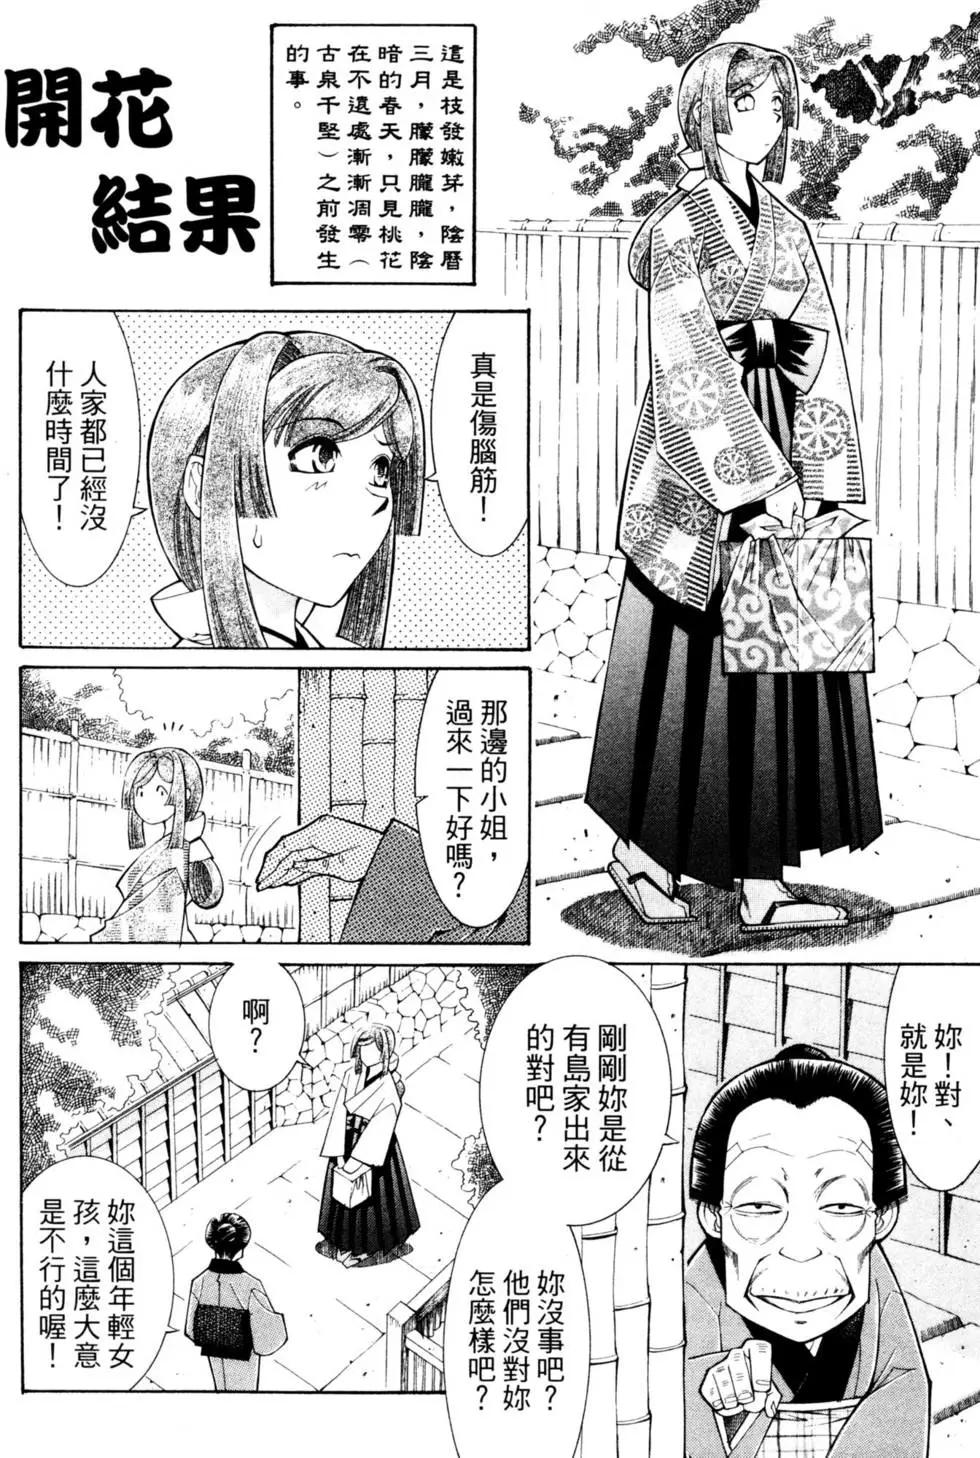 開花
結果
這是枝發嫩芽，陰曆
三月，朦朦朧朧，陰
暗的春天，只見桃花
在不遠處漸漸凋零（
古泉千堅）之前發生
的事。
真是傷腦筋！
人家都已經沒
什麼時間了！
那邊的小姐，
過來一下好嗎？
妳！對、
就是妳！
剛剛妳是從
有島家出來
的對吧？
妳沒事吧？
他們沒對妳
怎麼樣吧？
啊？
妳這個年輕女
孩，這麼大意
是不行的喔！